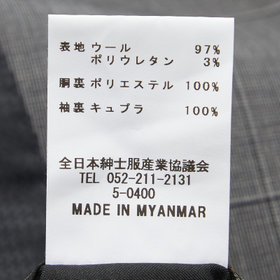 表地 ウール 97%
ポリウレタン 3%
胴裏 ポリエステル 100%
袖裏 キュプラ 100%
全日本紳士服産業協議会
TEL 052-211-2131
5-0400
MADE IN MYANMAR